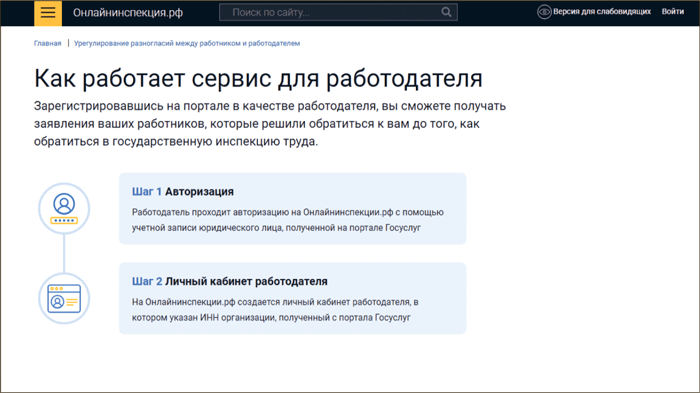 Онлайнинспекция.рф
Поиск по сайту...
Версия для слабовидящих
Войти
Главная | Урегулирование разногласий между работником и работодателем
Как работает сервис для работодателя
Зарегистрировавшись на портале в качестве работодателя, вы сможете получать
заявления ваших работников, которые решили обратиться к вам до того, как
обратиться в государственную инспекцию труда.
Шаг 1 Авторизация
Работодатель проходит авторизацию на Онлайнинспекции.рф с помощью
учетной записи юридического лица, полученной на портале Госуслуг
Шаг 2 Личный кабинет работодателя
На Онлайнинспекции.рф создается личный кабинет работодателя, в
котором указан ИНН организации, полученный с портала Госуслуг